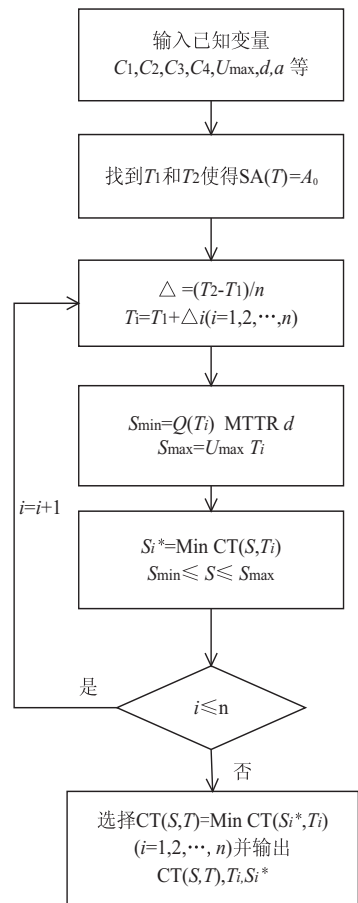 输入已知变量
C1,C2,C3,C4,Umax,d,a 等
找到T1和T2使得SA(T)=A0
△ =(T2-T1)/n
Ti=T1+△i(i=1,2,⋯,n)
Smin=Q(Ti) MTTR d
Smax=Umax Ti
i=i+1
Si*=Min CT(S,Ti)
Smin≤ S≤ Smax
是
i≤n
否
选择CT(S,T)=Min CT(Si*,Ti)
(i=1,2,⋯, n)并输出
CT(S,T),Ti,Si*